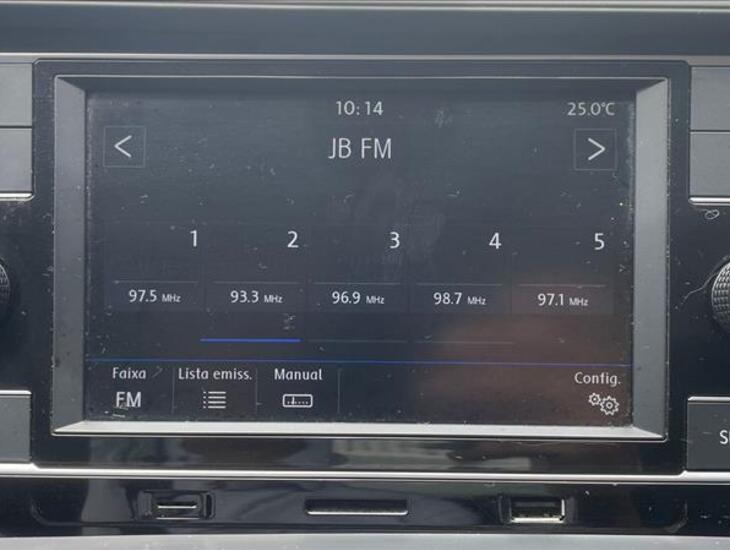 10:14 25.0°C
< JB FM >
1 2 3 4 5
97.5 MHz 93.3 MHz 96.9 MHz 98.7 MHz 97.1 MHz
Faixa Lista emiss. Manual Config.
FM